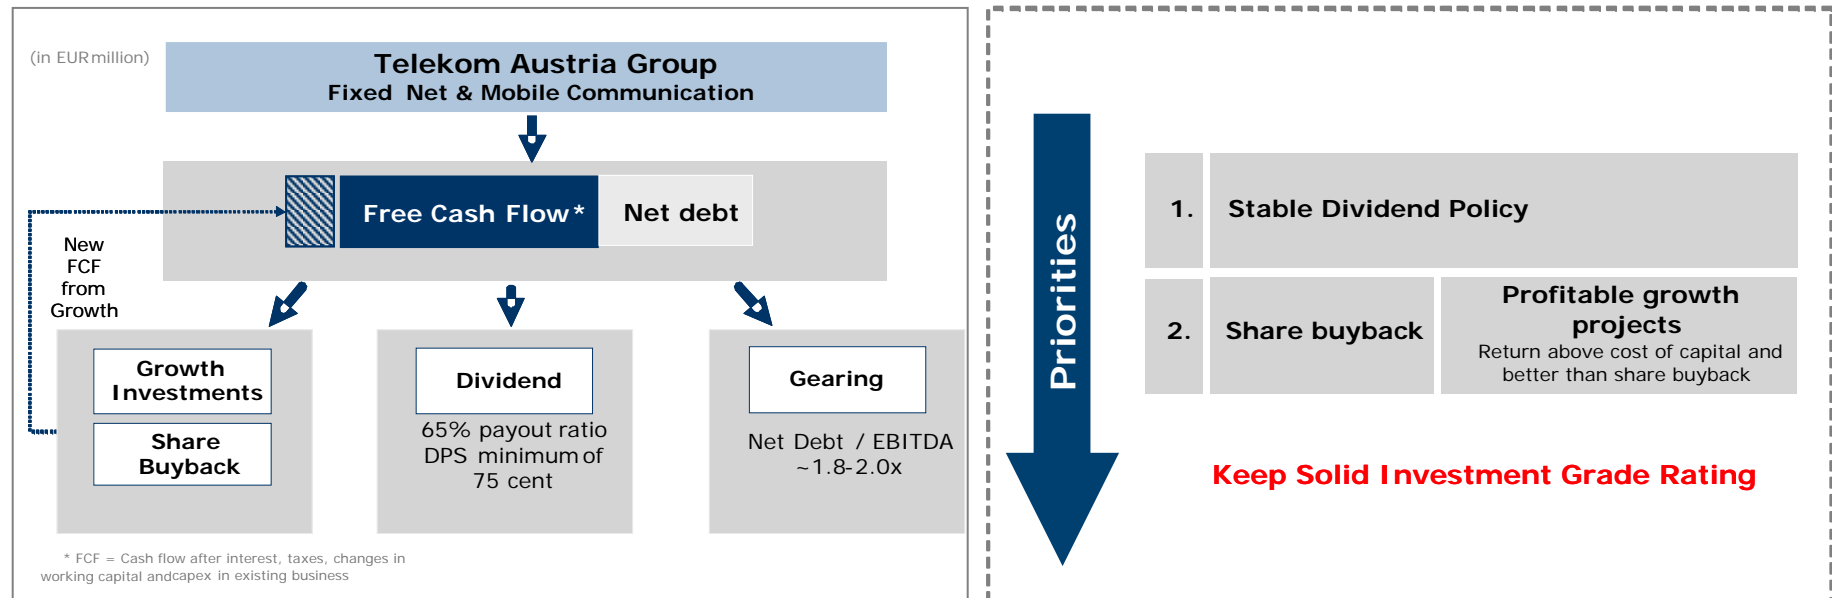 (in EUR million)
Telekom Austria Group
Fixed Net & Mobile Communication
Free Cash Flow*
Net debt
New
FCF
from
Growth
Growth
Investments
Share
Buyback
Dividend
65% payout ratio
DPS minimum of
75 cent
Gearing
Net Debt / EBITDA
~1.8-2.0x
* FCF = Cash flow after interest, taxes, changes in
working capital andcapex in existing business
Priorities
1.
Stable Dividend Policy
2.
Share buyback
Profitable growth
projects
Return above cost of capital and
better than share buyback
Keep Solid Investment Grade Rating